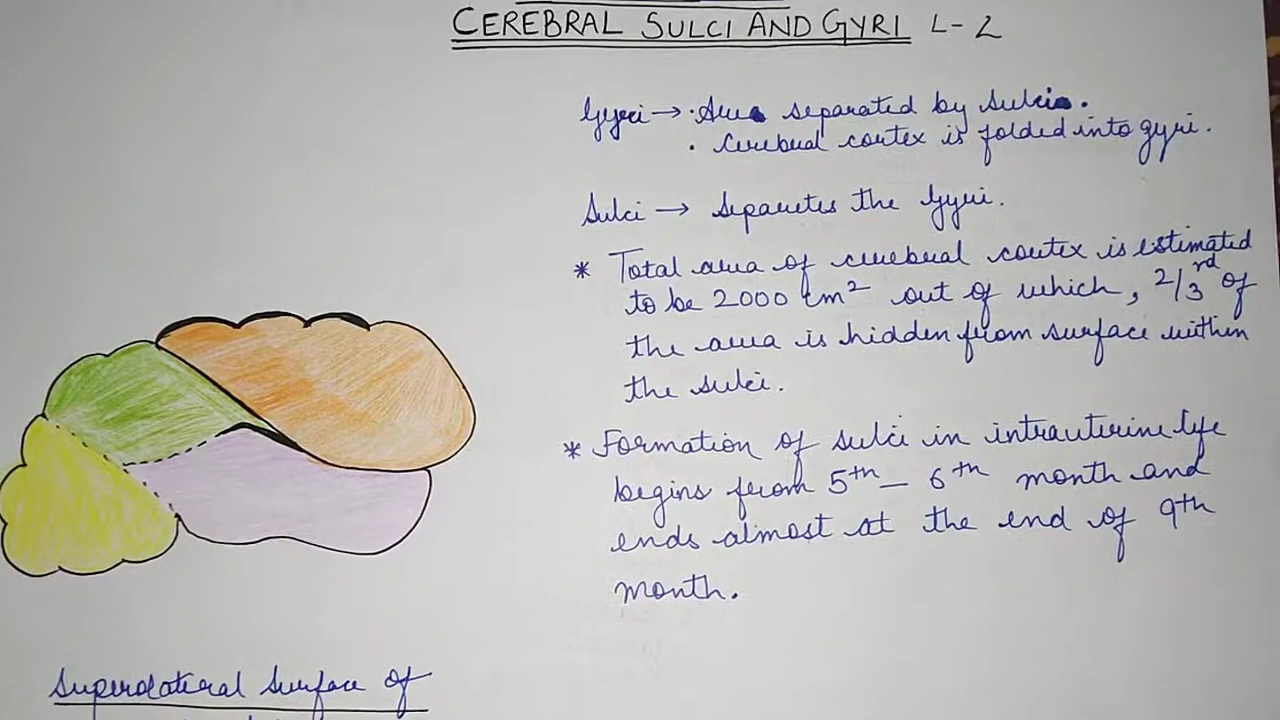 CEREBRAL SULCI AND GYRI L-2
Gyri → · Area separated by sulci.
· Cerebral cortex is folded into gyri.
Sulci → Separates the Gyri.
* Total area of cerebral cortex is estimated
to be 2000 cm² out of which, 2/3rd of
the area is hidden from surface within
the sulci.
* Formation of sulci in intrauterine life
begins from 5th - 6th month and
ends almost at the end of 9th
month.
Superolateral Surface of